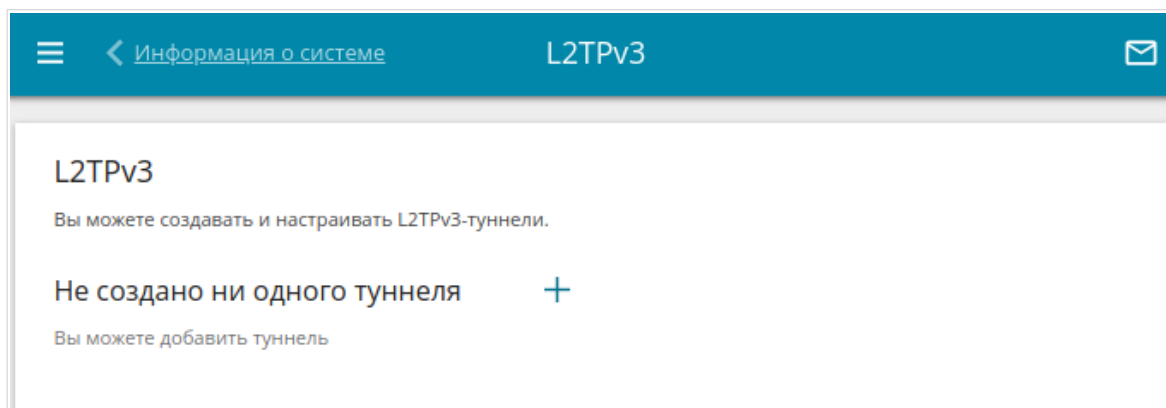 Информация о системе
L2TPv3
L2TPv3
Вы можете создавать и настраивать L2TPv3-туннели.
Не создано ни одного туннеля
Вы можете добавить туннель